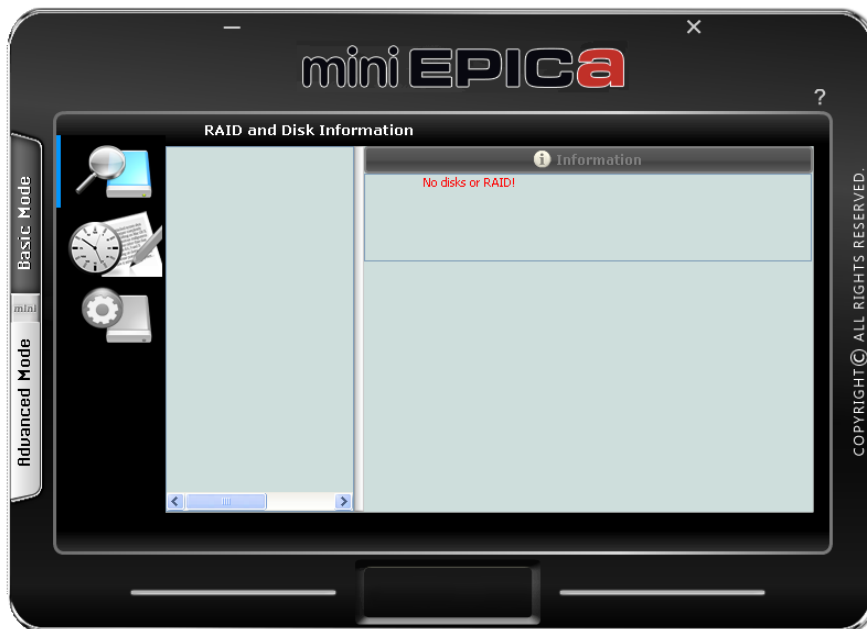 mini EPICa
?
RAID and Disk Information
Information
No disks or RAID!
Basic Mode
mini
Advanced Mode
COPYRIGHT© ALL RIGHTS RESERVED.